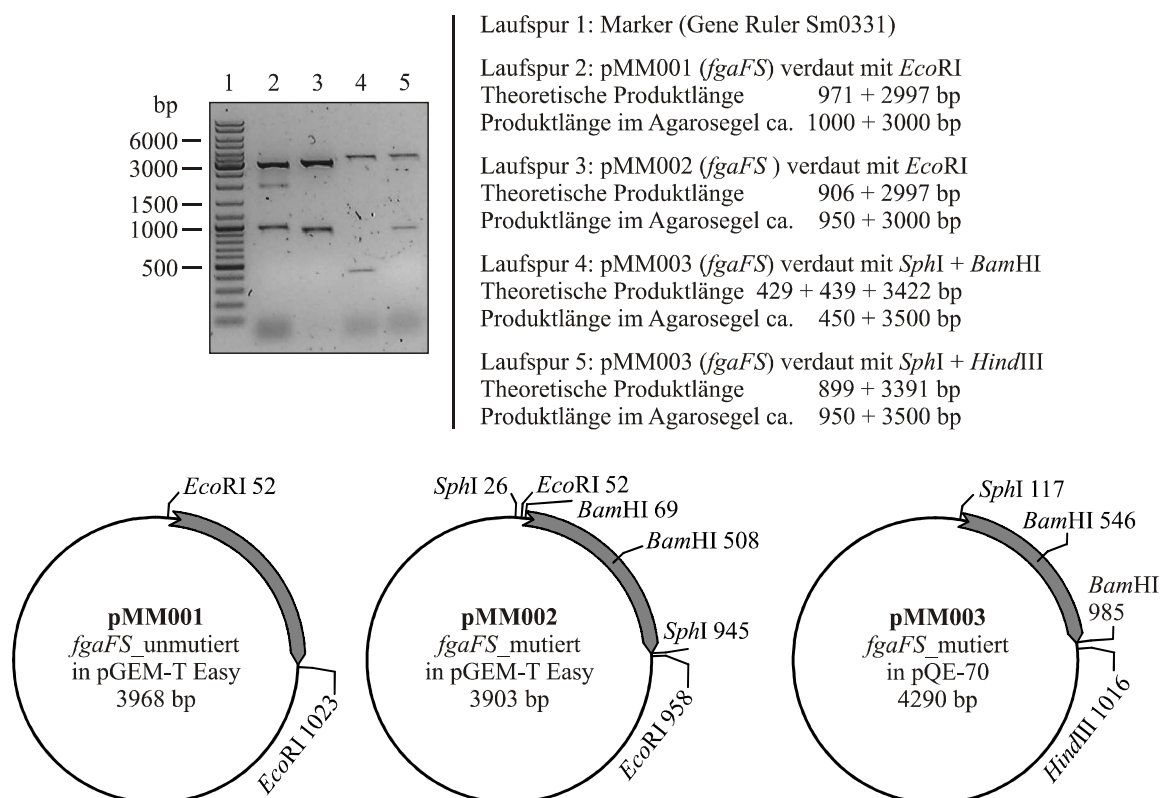 1 2 3 4 5
bp
6000
3000
1500
1000
500
Laufspur 1: Marker (Gene Ruler Sm0331)
Laufspur 2: pMM001 (fgaFS) verdaut mit EcoRI
Theoretische Produktlänge 971 + 2997 bp
Produktlänge im Agarosegel ca. 1000 + 3000 bp
Laufspur 3: pMM002 (fgaFS ) verdaut mit EcoRI
Theoretische Produktlänge 906 + 2997 bp
Produktlänge im Agarosegel ca. 950 + 3000 bp
Laufspur 4: pMM003 (fgaFS) verdaut mit SphI + BamHI
Theoretische Produktlänge 429 + 439 + 3422 bp
Produktlänge im Agarosegel ca. 450 + 3500 bp
Laufspur 5: pMM003 (fgaFS) verdaut mit SphI + HindIII
Theoretische Produktlänge 899 + 3391 bp
Produktlänge im Agarosegel ca. 950 + 3500 bp
EcoRI 52
pMM001
fgaFS_unmutiert
in pGEM-T Easy
3968 bp
EcoRI 1023
SphI 26
EcoRI 52
BamHI 69
BamHI 508
pMM002
fgaFS_mutiert
in pGEM-T Easy
3903 bp
SphI 945
EcoRI 958
SphI 117
BamHI 546
BamHI
985
pMM003
fgaFS_mutiert
in pQE-70
4290 bp
HindIII 1016